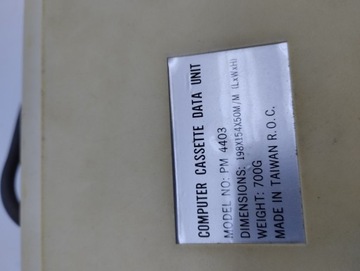 COMPUTER CASSETTE DATA UNIT
MODEL NO: PM 4403
DIMENSIONS: 198X154X50M/M (LxWxH)
WEIGHT: 700G
MADE IN TAIWAN R.O.C.